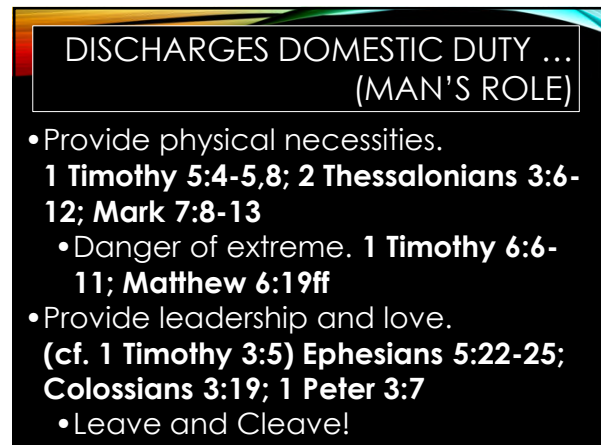 DISCHARGES DOMESTIC DUTY …
(MAN’S ROLE)
•Provide physical necessities.
1 Timothy 5:4-5,8; 2 Thessalonians 3:6-
12; Mark 7:8-13
•Danger of extreme. 1 Timothy 6:6-
11; Matthew 6:19ff
•Provide leadership and love.
(cf. 1 Timothy 3:5) Ephesians 5:22-25;
Colossians 3:19; 1 Peter 3:7
•Leave and Cleave!